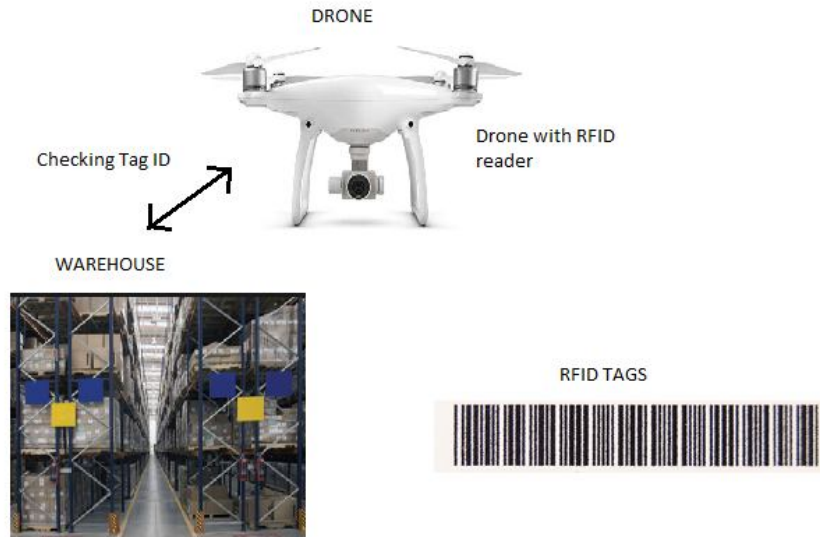 DRONE
Drone with RFID
reader
Checking Tag ID
WAREHOUSE
RFID TAGS